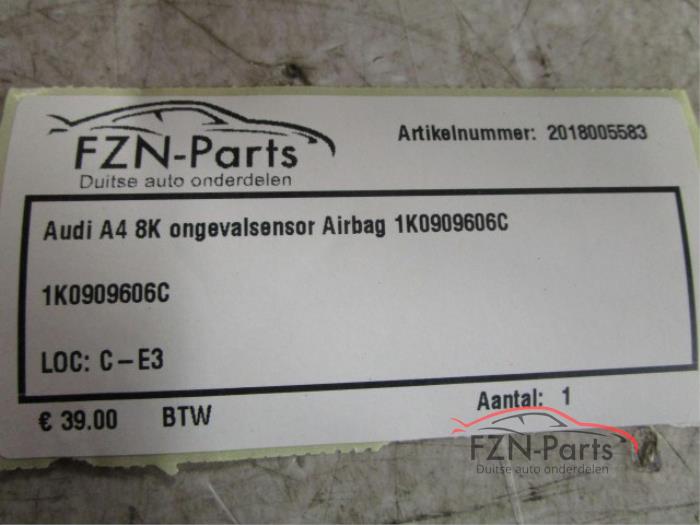 FZN-Parts
Duitse auto onderdelen
Artikelnummer: 2018005583
Audi A4 8K ongevalsensor Airbag 1K0909606C
1K0909606C
LOC: C-E3
€ 39.00 BTW
Aantal: 1
FZN-Parts
Duitse auto onderdelen